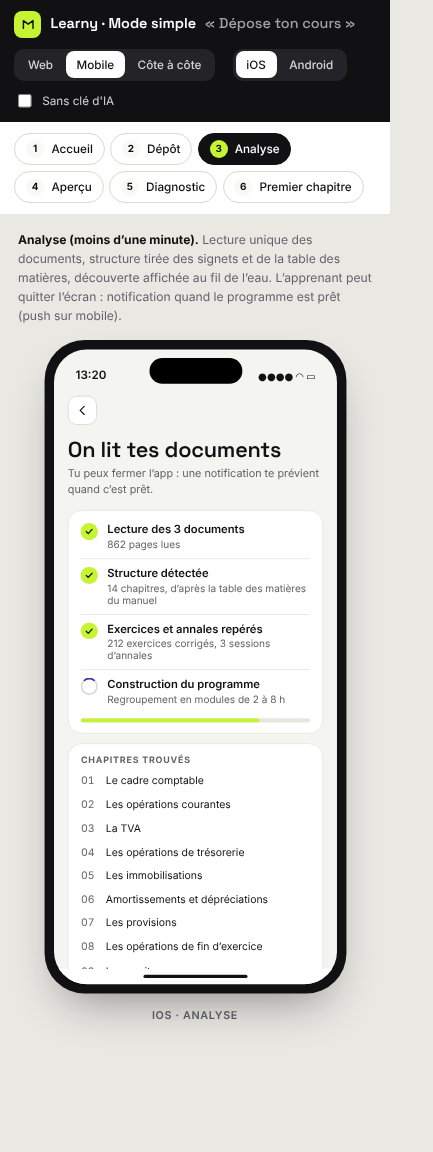 Learny · Mode simple « Dépose ton cours »
Web Mobile Côte à côte iOS Android
Sans clé d'IA
1 Accueil 2 Dépôt 3 Analyse
4 Aperçu 5 Diagnostic 6 Premier chapitre
Analyse (moins d’une minute). Lecture unique des
documents, structure tirée des signets et de la table des
matières, découverte affichée au fil de l’eau. L’apprenant peut
quitter l’écran : notification quand le programme est prêt
(push sur mobile).
13:20
On lit tes documents
Tu peux fermer l’app : une notification te prévient
quand c’est prêt.
Lecture des 3 documents
862 pages lues
Structure détectée
14 chapitres, d’après la table des matières
du manuel
Exercices et annales repérés
212 exercices corrigés, 3 sessions
d’annales
Construction du programme
Regroupement en modules de 2 à 8 h
CHAPITRES TROUVÉS
01 Le cadre comptable
02 Les opérations courantes
03 La TVA
04 Les opérations de trésorerie
05 Les immobilisations
06 Amortissements et dépréciations
07 Les provisions
08 Les opérations de fin d’exercice
IOS · ANALYSE